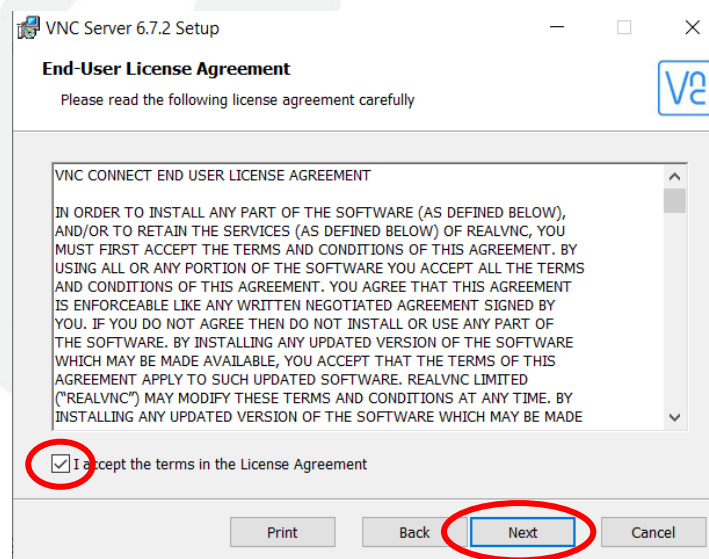 VNC Server 6.7.2 Setup
End-User License Agreement
Please read the following license agreement carefully
VNC CONNECT END USER LICENSE AGREEMENT
IN ORDER TO INSTALL ANY PART OF THE SOFTWARE (AS DEFINED BELOW),
AND/OR TO RETAIN THE SERVICES (AS DEFINED BELOW) OF REALVNC, YOU
MUST FIRST ACCEPT THE TERMS AND CONDITIONS OF THIS AGREEMENT. BY
USING ALL OR ANY PORTION OF THE SOFTWARE YOU ACCEPT ALL THE TERMS
AND CONDITIONS OF THIS AGREEMENT. YOU AGREE THAT THIS AGREEMENT
IS ENFORCEABLE LIKE ANY WRITTEN NEGOTIATED AGREEMENT SIGNED BY
YOU. IF YOU DO NOT AGREE THEN DO NOT INSTALL OR USE ANY PART OF
THE SOFTWARE. BY INSTALLING ANY UPDATED VERSION OF THE SOFTWARE
WHICH MAY BE MADE AVAILABLE, YOU ACCEPT THAT THE TERMS OF THIS
AGREEMENT APPLY TO SUCH UPDATED SOFTWARE. REALVNC LIMITED
(“REALVNC”) MAY MODIFY THESE TERMS AND CONDITIONS AT ANY TIME. BY
INSTALLING ANY UPDATED VERSION OF THE SOFTWARE WHICH MAY BE MADE
I accept the terms in the License Agreement
Print Back Next Cancel